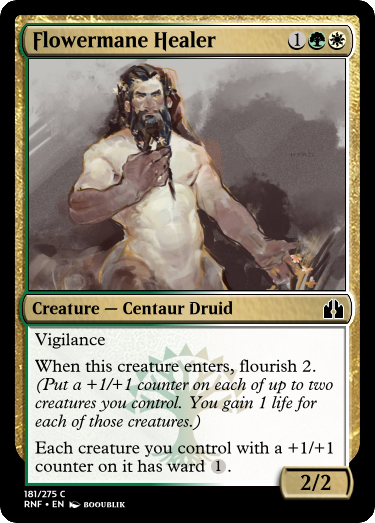 Flowermane Healer 1
Creature — Centaur Druid
Vigilance
When this creature enters, flourish 2.
(Put a +1/+1 counter on each of up to two
creatures you control. You gain 1 life for
each of those creatures.)
Each creature you control with a +1/+1
counter on it has ward 1.
2/2
181/275 C
RNF • EN BOOUBLIK